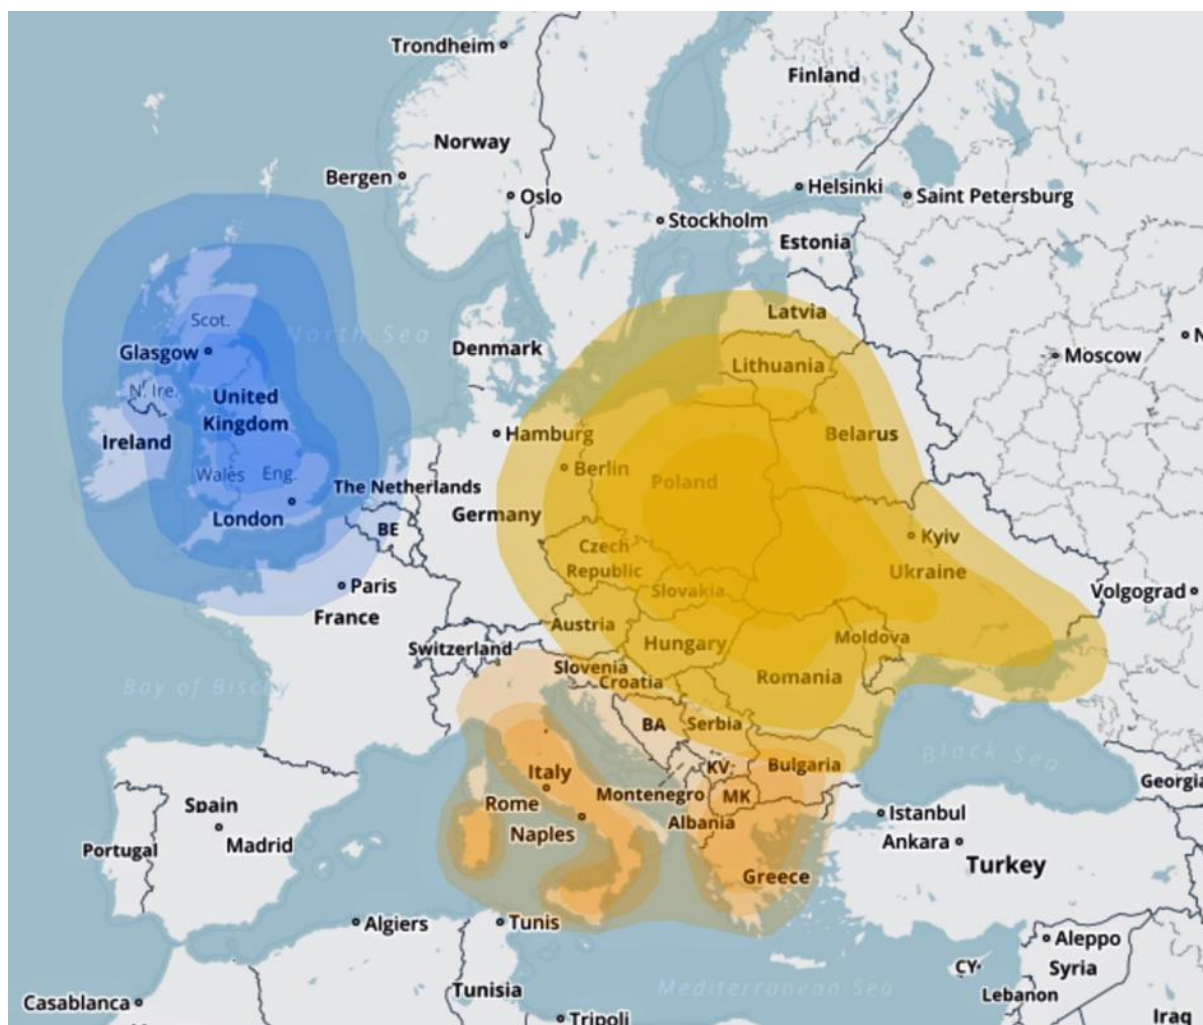 Trondheim
Finland
Norway
Bergen
Helsinki
Oslo
Saint Petersburg
Stockholm
Estonia
Latvia
Scot.
North Sea
Glasgow
Denmark
Moscow
Lithuania
N. Ire.
United
Kingdom
Ireland
Hamburg
Belarus
Wales
Eng.
Berlin
Poland
The Netherlands
London
Germany
BE
Kyiv
Czech
Republic
Ukraine
Paris
Slovakia
Volgograd
France
Austria
Moldova
Switzerland
Hungary
Slovenia
Croatia
Romania
Bay of Biscay
BA
Serbia
Black Sea
KV
Bulgaria
Italy
Georgia
Rome
Montenegro
MK
Spain
Naples
Albania
Istanbul
Madrid
Ankara
Portugal
Turkey
Greece
Algiers
Tunis
Aleppo
CY
Syria
Tunisia
Mediterranean Sea
Lebanon
Casablanca
Tripoli
Iraq